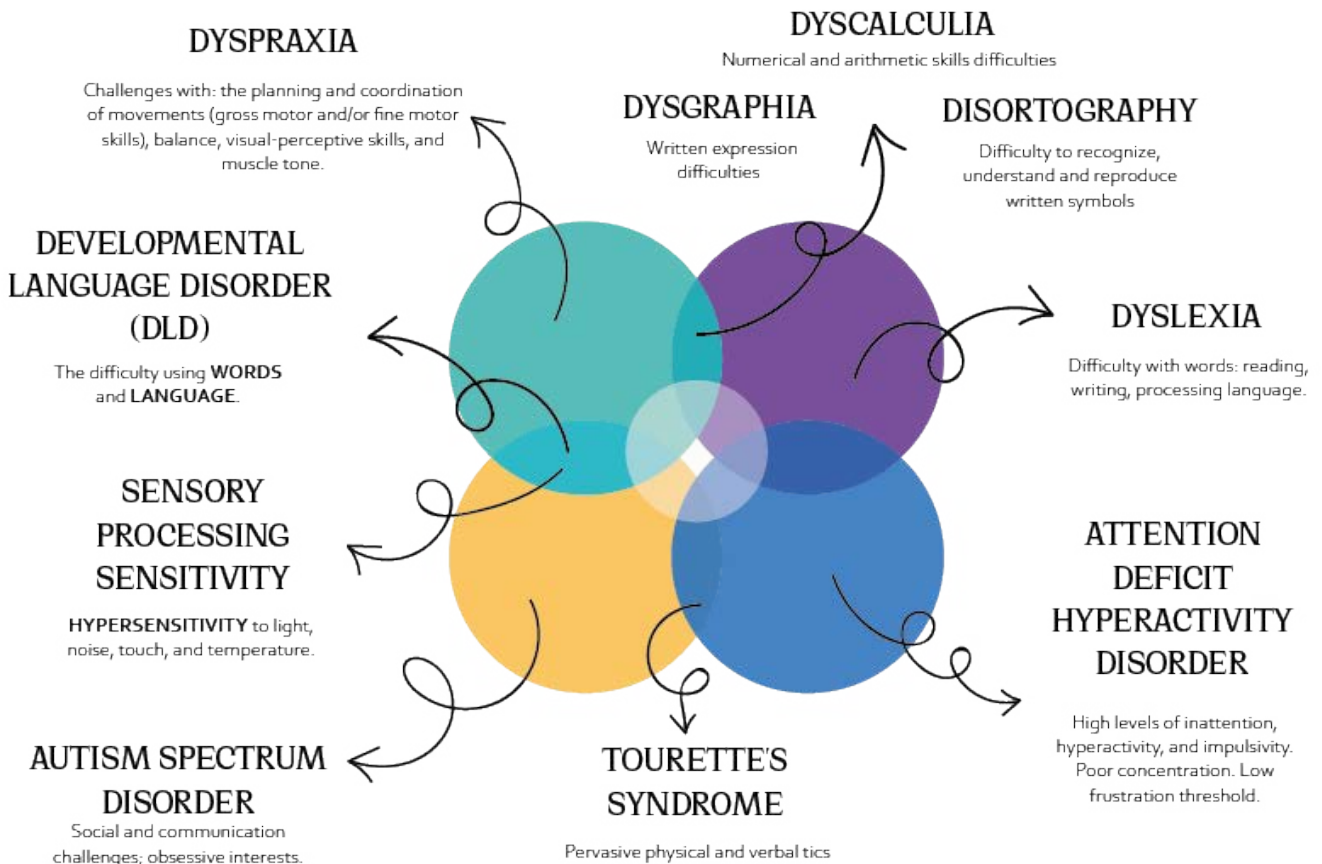 DYSPRAXIA
Challenges with: the planning and coordination
of movements (gross motor and/or fine motor
skills), balance, visual-perceptive skills, and
muscle tone.
DYSCALCULIA
Numerical and arithmetic skills difficulties
DYSGRAPHIA
Written expression
difficulties
DISORTOGRAPHY
Difficulty to recognize,
understand and reproduce
written symbols
DEVELOPMENTAL
LANGUAGE DISORDER
(DLD)
The difficulty using WORDS
and LANGUAGE.
DYSLEXIA
Difficulty with words: reading,
writing, processing language.
SENSORY
PROCESSING
SENSITIVITY
HYPERSENSITIVITY to light,
noise, touch, and temperature.
ATTENTION
DEFICIT
HYPERACTIVITY
DISORDER
High levels of inattention,
hyperactivity, and impulsivity.
Poor concentration. Low
frustration threshold.
AUTISM SPECTRUM
DISORDER
Social and communication
challenges; obsessive interests.
TOURETTE'S
SYNDROME
Pervasive physical and verbal tics